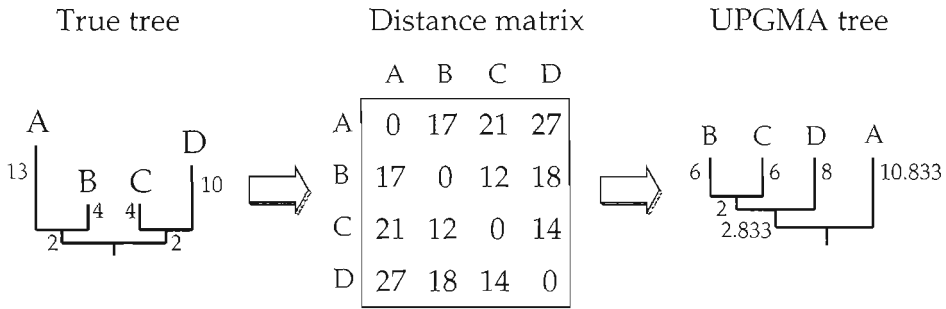 True tree
A
D
13
B
C
10
4
4
2
2
Distance matrix
A B C D
A 0 17 21 27
B 17 0 12 18
C 21 12 0 14
D 27 18 14 0
UPGMA tree
B C D A
6 6 8 10.833
2
2.833